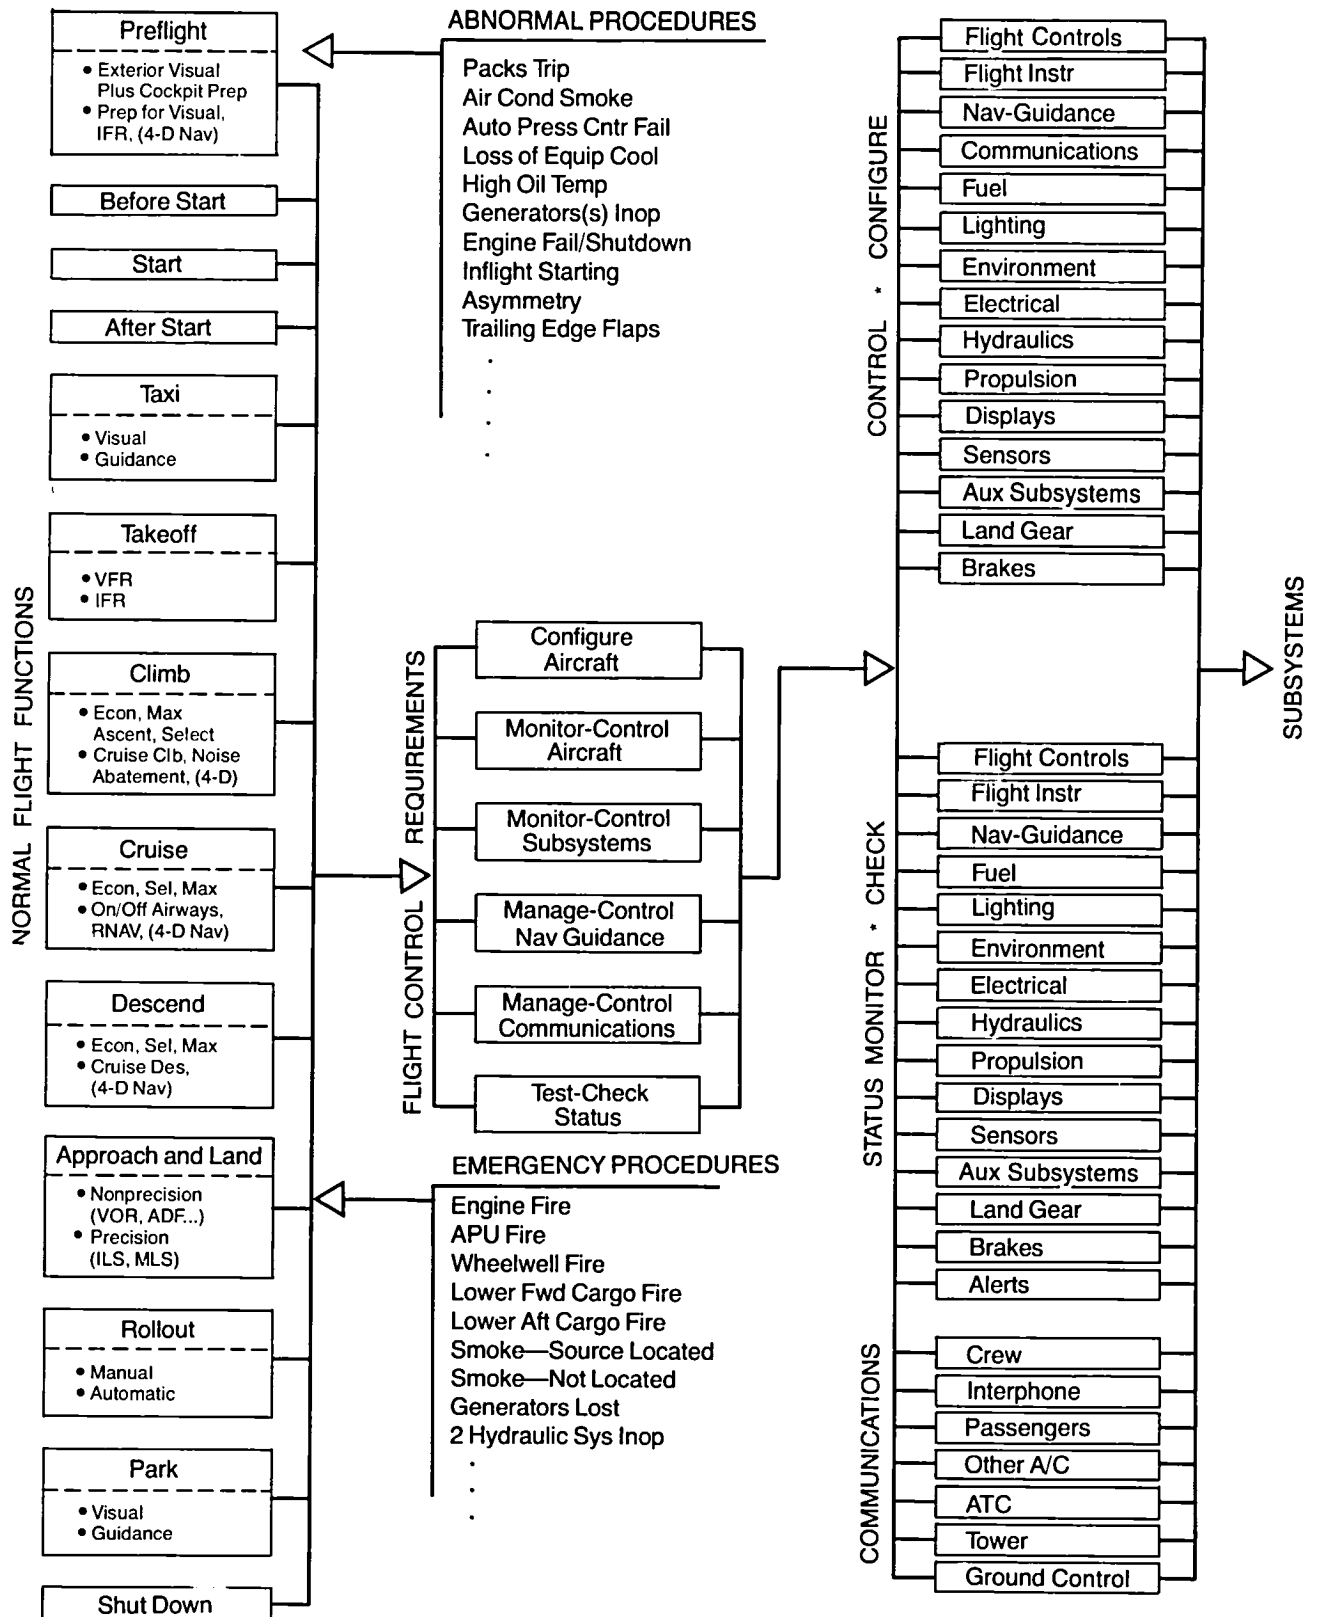 NORMAL FLIGHT FUNCTIONS
Preflight
• Exterior Visual
Plus Cockpit Prep
• Prep for Visual,
IFR, (4-D Nav)
Before Start
Start
After Start
Taxi
• Visual
• Guidance
Takeoff
• VFR
• IFR
Climb
• Econ, Max
Ascent, Select
• Cruise Clb, Noise
Abatement, (4-D)
Cruise
• Econ, Sel, Max
• On/Off Airways,
RNAV, (4-D Nav)
Descend
• Econ, Sel, Max
• Cruise Des,
(4-D Nav)
Approach and Land
• Nonprecision
(VOR, ADF...)
• Precision
(ILS, MLS)
Rollout
• Manual
• Automatic
Park
• Visual
• Guidance
Shut Down
ABNORMAL PROCEDURES
Packs Trip
Air Cond Smoke
Auto Press Cntr Fail
Loss of Equip Cool
High Oil Temp
Generators(s) Inop
Engine Fail/Shutdown
Inflight Starting
Asymmetry
Trailing Edge Flaps
.
.
.
.
FLIGHT CONTROL REQUIREMENTS
Configure
Aircraft
Monitor-Control
Aircraft
Monitor-Control
Subsystems
Manage-Control
Nav Guidance
Manage-Control
Communications
Test-Check
Status
EMERGENCY PROCEDURES
Engine Fire
APU Fire
Wheelwell Fire
Lower Fwd Cargo Fire
Lower Aft Cargo Fire
Smoke—Source Located
Smoke—Not Located
Generators Lost
2 Hydraulic Sys Inop
.
.
.
CONTROL * CONFIGURE
Flight Controls
Flight Instr
Nav-Guidance
Communications
Fuel
Lighting
Environment
Electrical
Hydraulics
Propulsion
Displays
Sensors
Aux Subsystems
Land Gear
Brakes
STATUS MONITOR * CHECK
Flight Controls
Flight Instr
Nav-Guidance
Fuel
Lighting
Environment
Electrical
Hydraulics
Propulsion
Displays
Sensors
Aux Subsystems
Land Gear
Brakes
Alerts
COMMUNICATIONS
Crew
Interphone
Passengers
Other A/C
ATC
Tower
Ground Control
SUBSYSTEMS